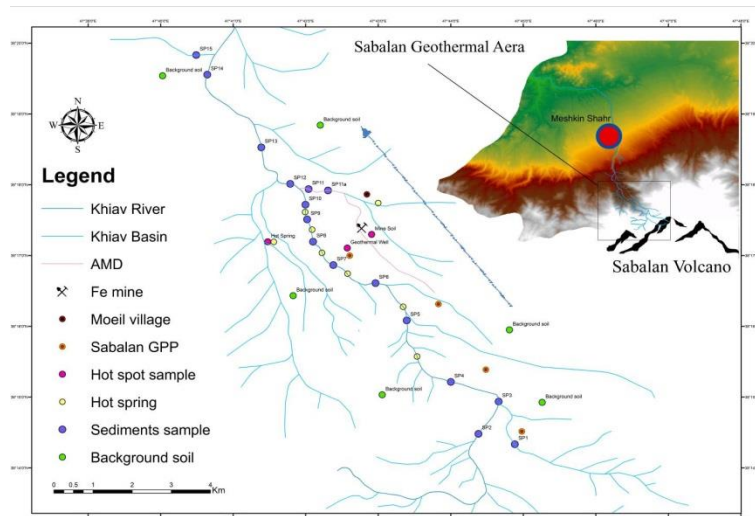 Sabalan Geothermal Aera
Meshkin Shahr
Sabalan Volcano
N
W E
S
Legend
Khiav River
Khiav Basin
AMD
Fe mine
Moeil village
Sabalan GPP
Hot spot sample
Hot spring
Sediments sample
Background soil
0 0.5 1 2 3 4
Km
SP15
Background soil
SP14
Background soil
SP13
SP12
SP11
SP11a
SP10
SP9
Mine Soil
Hot Spring
SP8
Geothermal Well
SP7
SP6
Background soil
SP5
Background soil
SP4
Background soil
SP3
Background soil
SP2
SP1